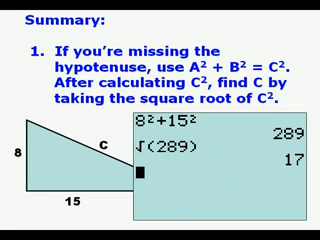 Summary:
1. If you're missing the
hypotenuse, use A² + B² = C².
After calculating C², find C by
taking the square root of C².
8²+15²
289
√(289)
17
8
C
15